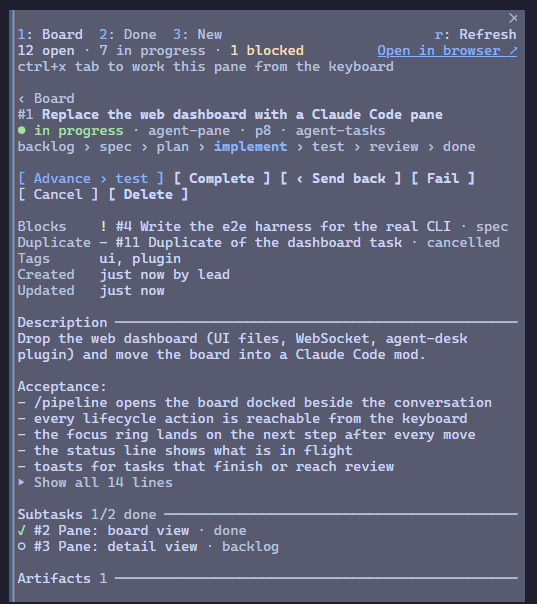 ×
1: Board 2: Done 3: New r: Refresh
12 open · 7 in progress · 1 blocked Open in browser ↗
ctrl+x tab to work this pane from the keyboard
‹ Board
#1 Replace the web dashboard with a Claude Code pane
● in progress · agent-pane · p8 · agent-tasks
backlog › spec › plan › implement › test › review › done
[ Advance › test ] [ Complete ] [ ‹ Send back ] [ Fail ]
[ Cancel ] [ Delete ]
Blocks ! #4 Write the e2e harness for the real CLI · spec
Duplicate – #11 Duplicate of the dashboard task · cancelled
Tags ui, plugin
Created just now by lead
Updated just now
Description
Drop the web dashboard (UI files, WebSocket, agent-desk
plugin) and move the board into a Claude Code mod.
Acceptance:
– /pipeline opens the board docked beside the conversation
– every lifecycle action is reachable from the keyboard
– the focus ring lands on the next step after every move
– the status line shows what is in flight
– toasts for tasks that finish or reach review
▸ Show all 14 lines
Subtasks 1/2 done
✓ #2 Pane: board view · done
○ #3 Pane: detail view · backlog
Artifacts 1